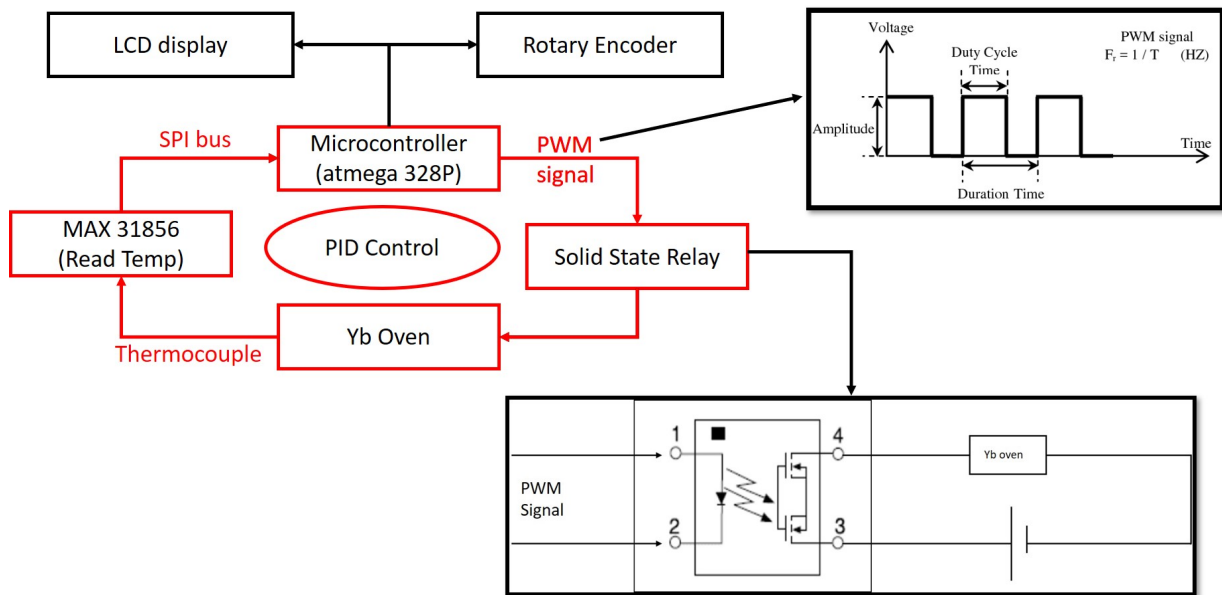 LCD display
Rotary Encoder
SPI bus
Microcontroller
(atmega 328P)
PWM
signal
MAX 31856
(Read Temp)
PID Control
Solid State Relay
Yb Oven
Thermocouple
Voltage
PWM signal
Fr = 1 / T (HZ)
Duty Cycle
Time
Amplitude
Time
Duration Time
1
4
Yb oven
PWM
Signal
2
3